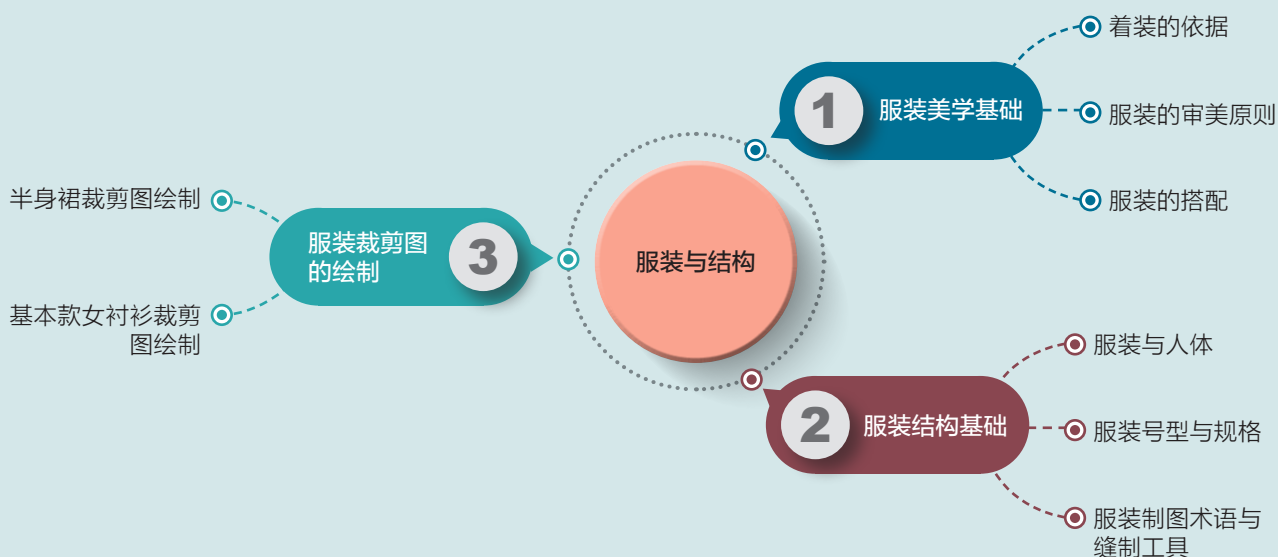 服装与结构
1
服装美学基础
着装的依据
服装的审美原则
服装的搭配
2
服装结构基础
服装与人体
服装号型与规格
服装制图术语与
缝制工具
3
服装裁剪图
的绘制
半身裙裁剪图绘制
基本款女衬衫裁剪
图绘制